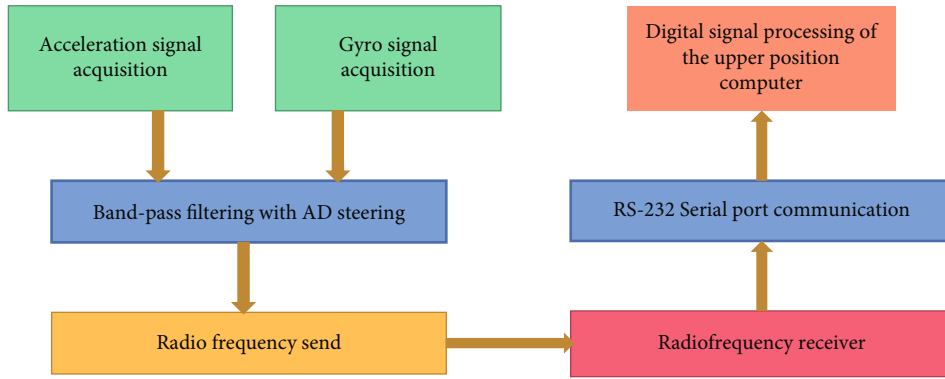 Acceleration signal
acquisition
Gyro signal
acquisition
Digital signal processing of
the upper position
computer
Band-pass filtering with AD steering
RS-232 Serial port communication
Radio frequency send
Radiofrequency receiver